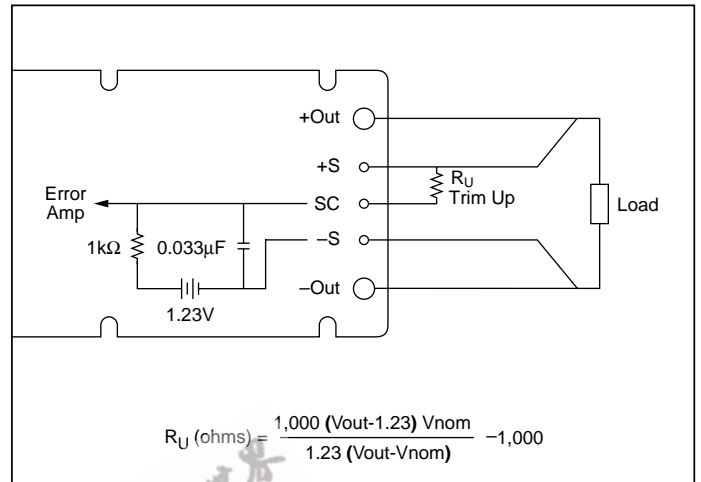 +Out
+S
R_U
Trim Up
Error
Amp
SC
Load
1kΩ
0.033µF
–S
–Out
1.23V
R_U (ohms) = 1,000 (Vout-1.23) Vnom / 1.23 (Vout-Vnom) –1,000